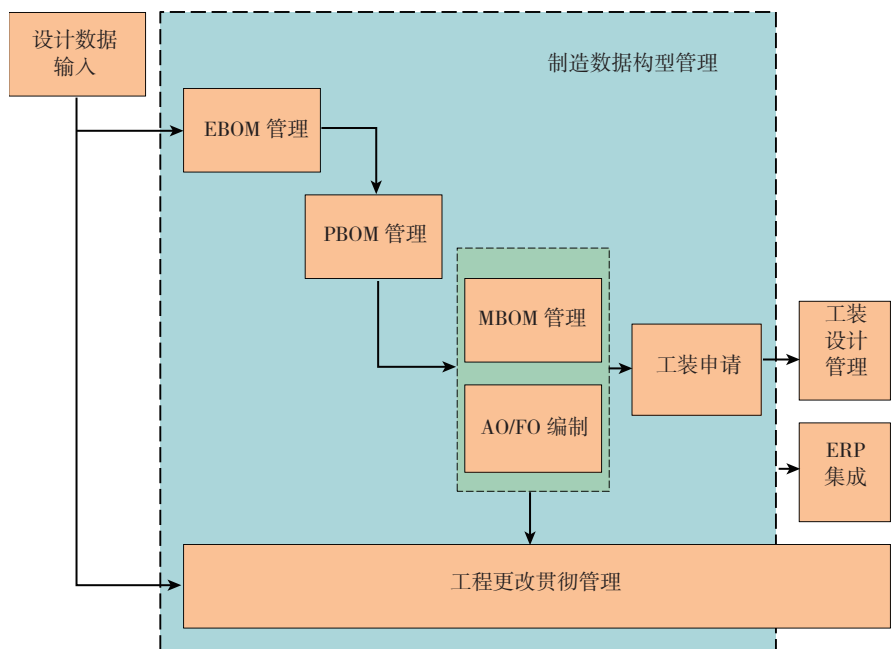 设计数据
输入
制造数据构型管理
EBOM 管理
PBOM 管理
MBOM 管理
AO/FO 编制
工装申请
工装
设计
管理
ERP
集成
工程更改贯彻管理